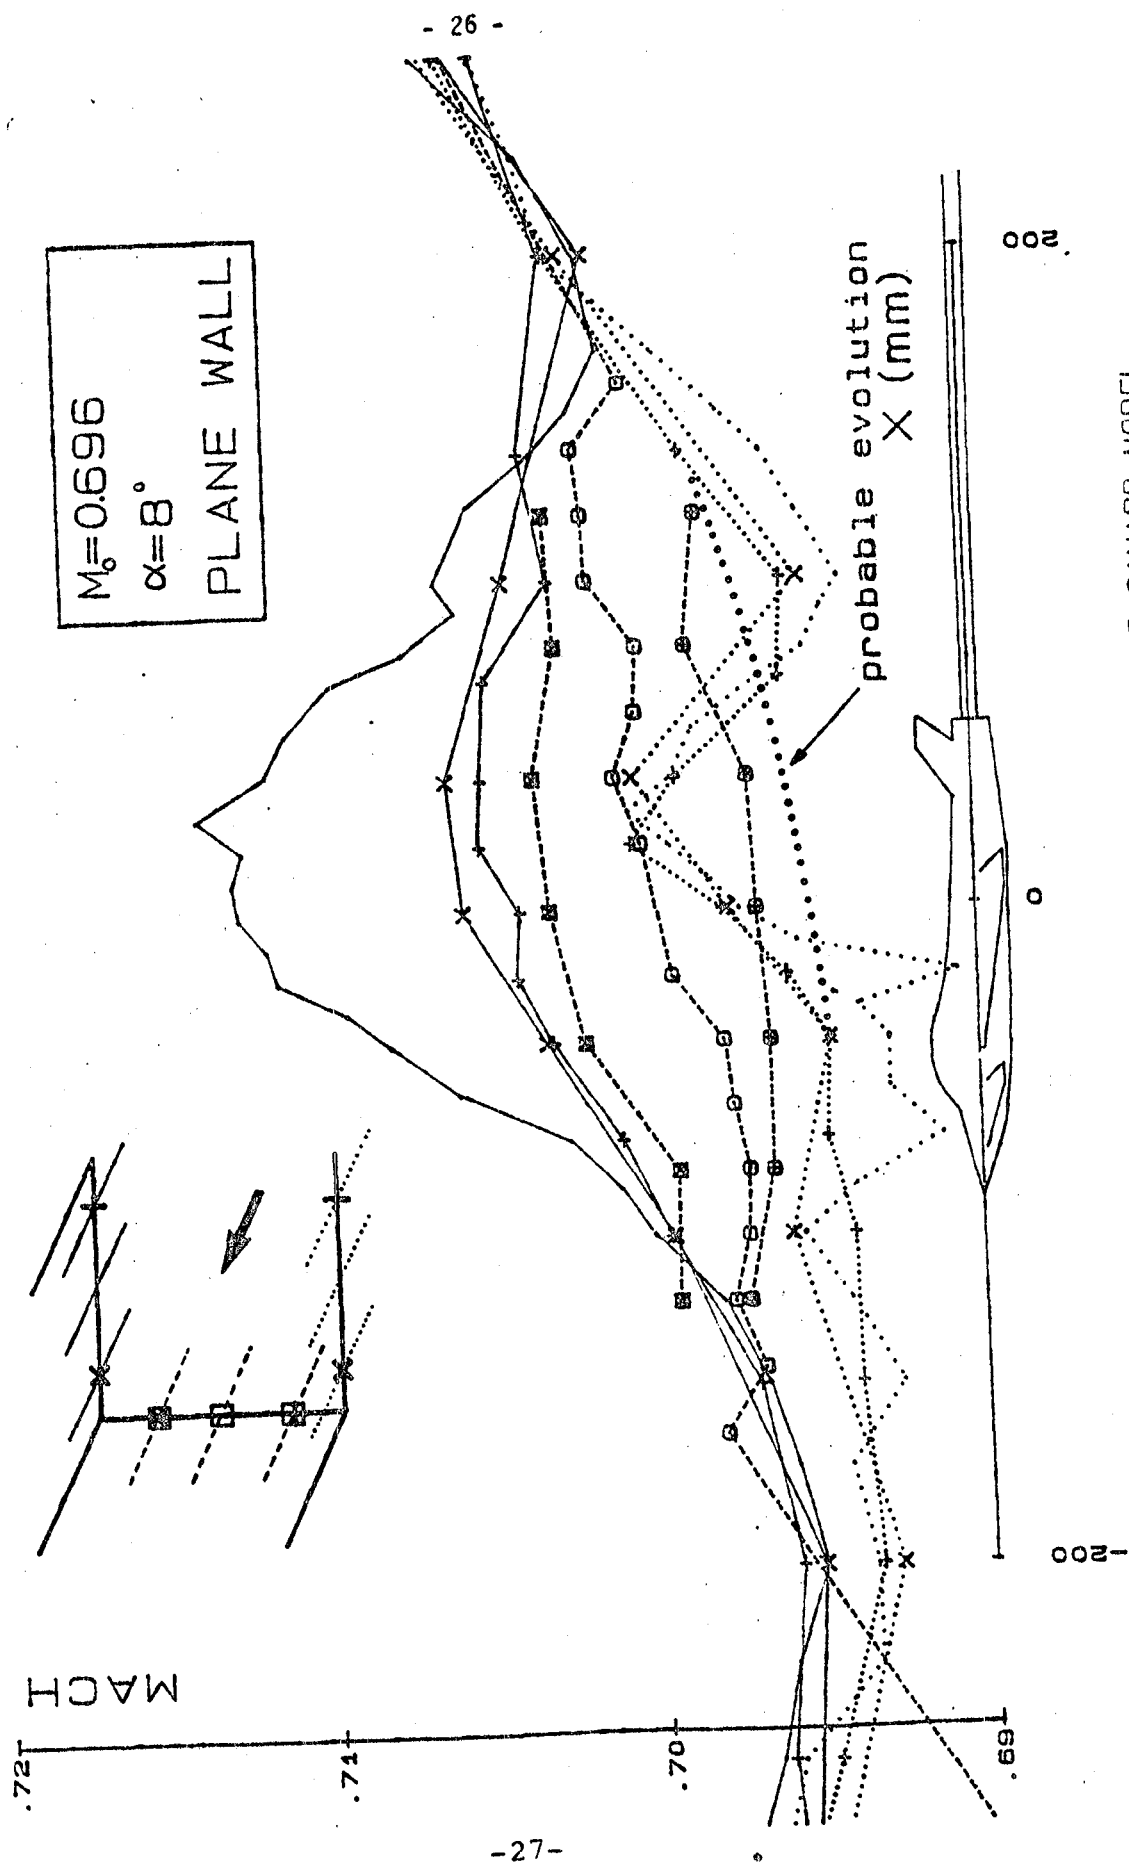 - 26 -
M₀=0.696
α=8°
PLANE WALL
MACH
.72
.71
.70
.69
probable evolution
X (mm)
-200
0
200
-27-